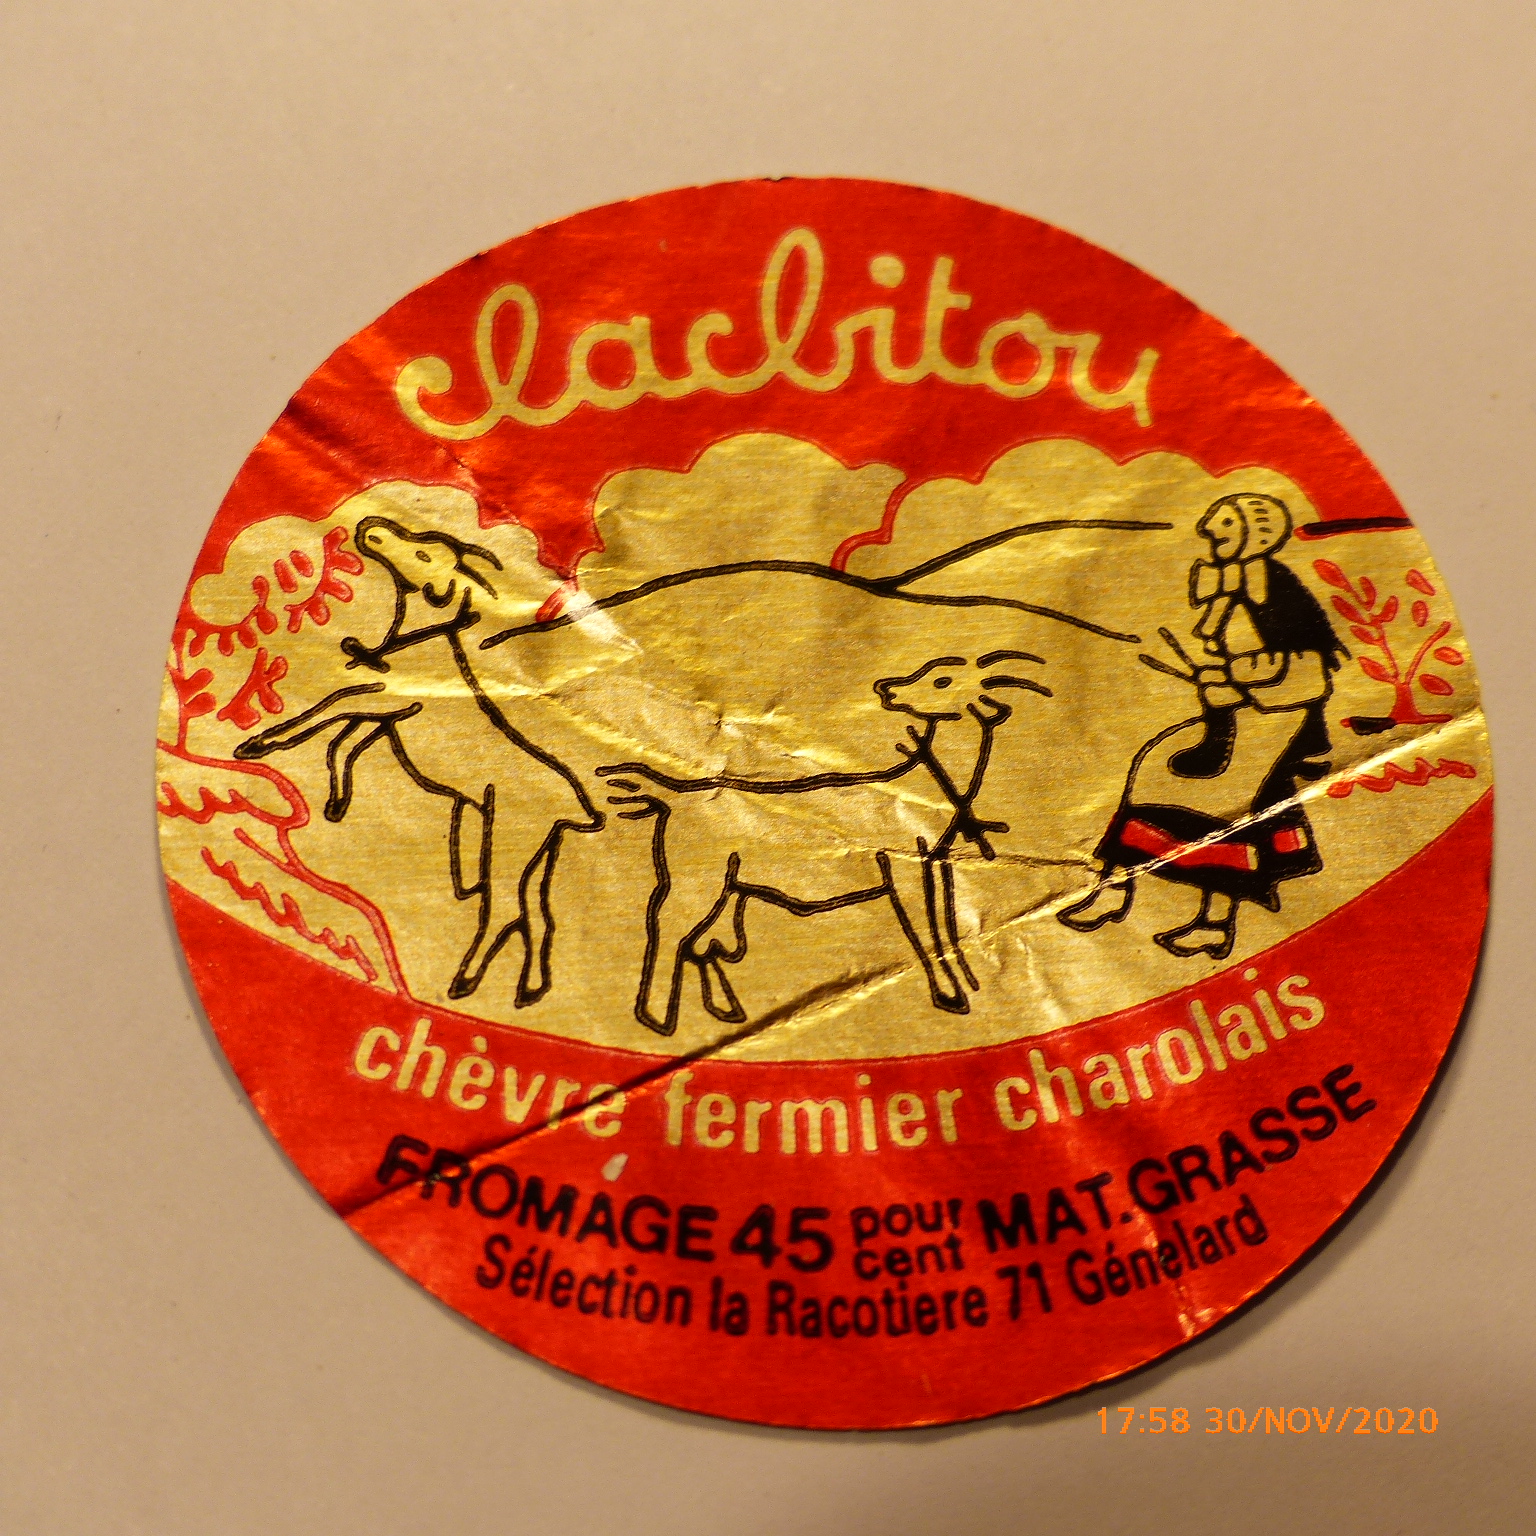 clacbitou
chèvre fermier charolais
FROMAGE 45 pour cent MAT. GRASSE
Sélection la Racotiere 71 Génelard
17:58 30/NOV/2020